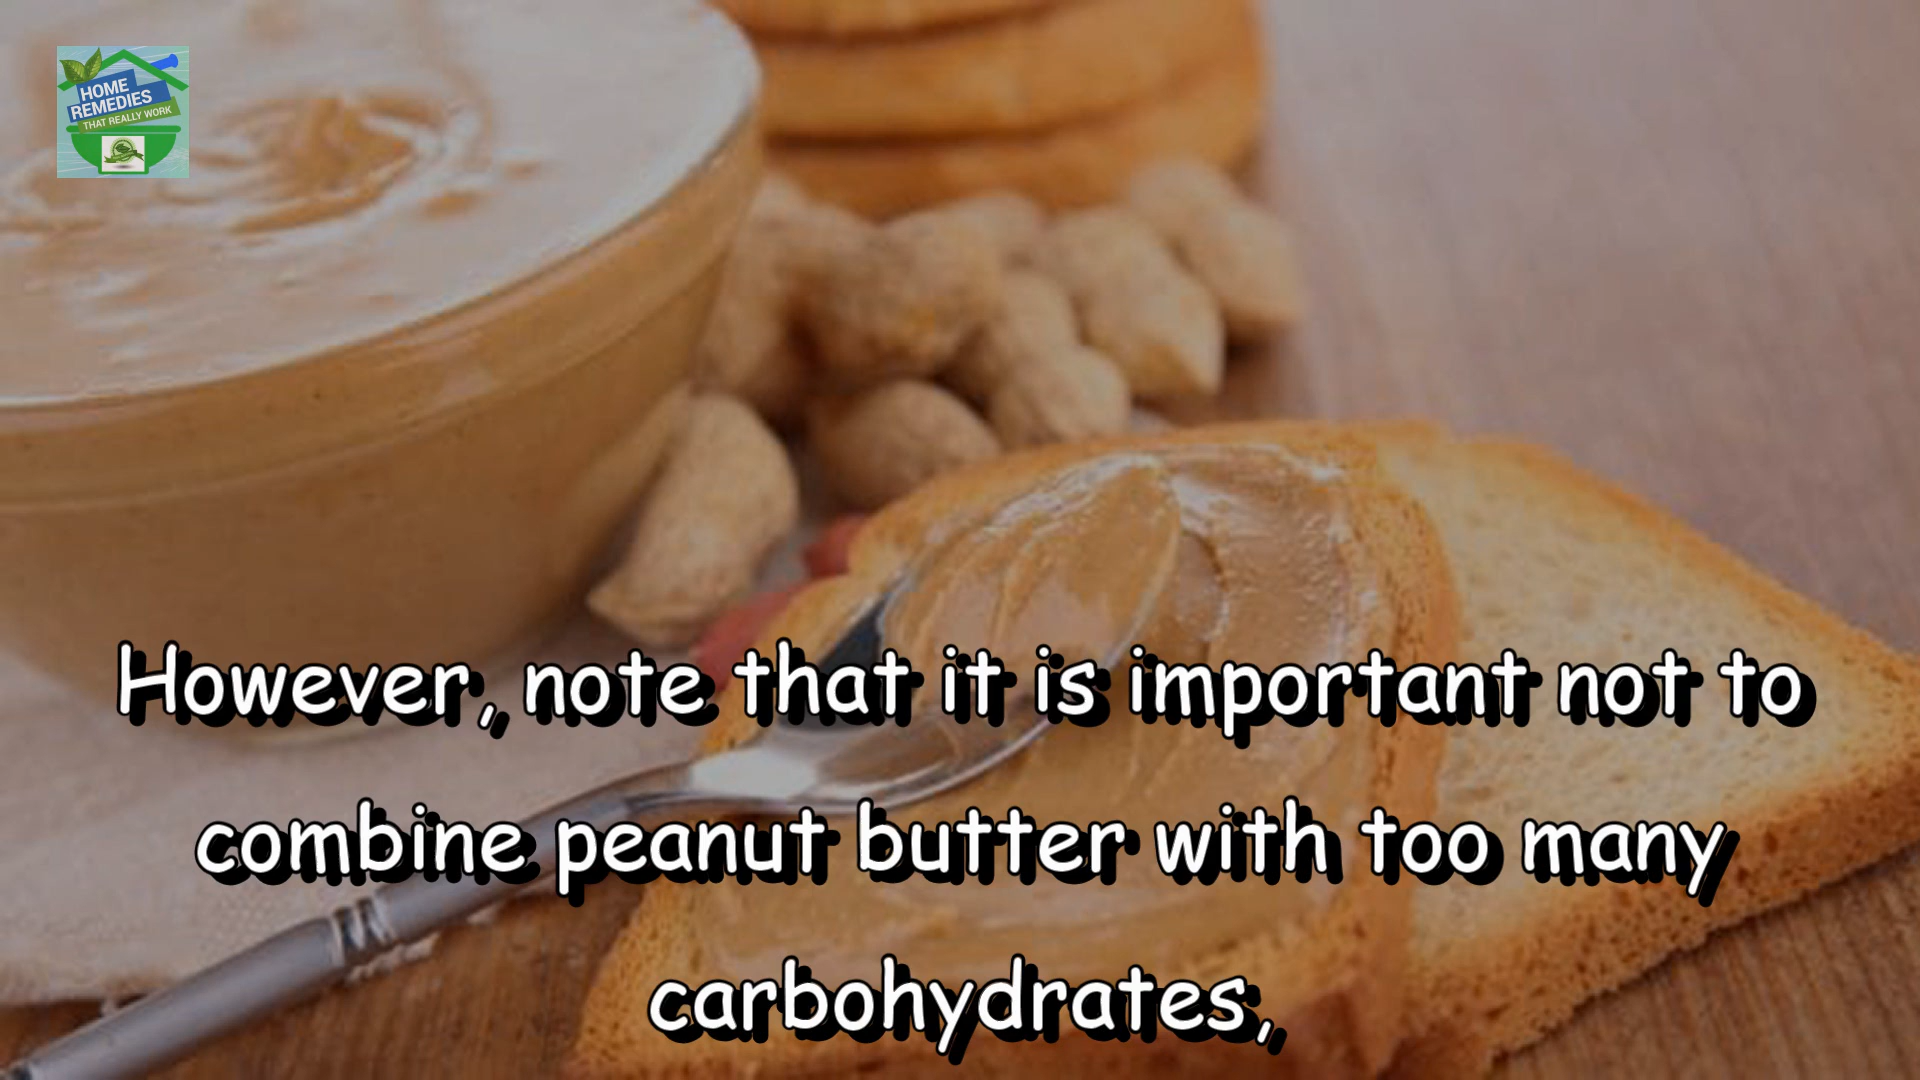 HOME
REMEDIES
THAT REALLY WORK
However, note that it is important not to
combine peanut butter with too many
carbohydrates,